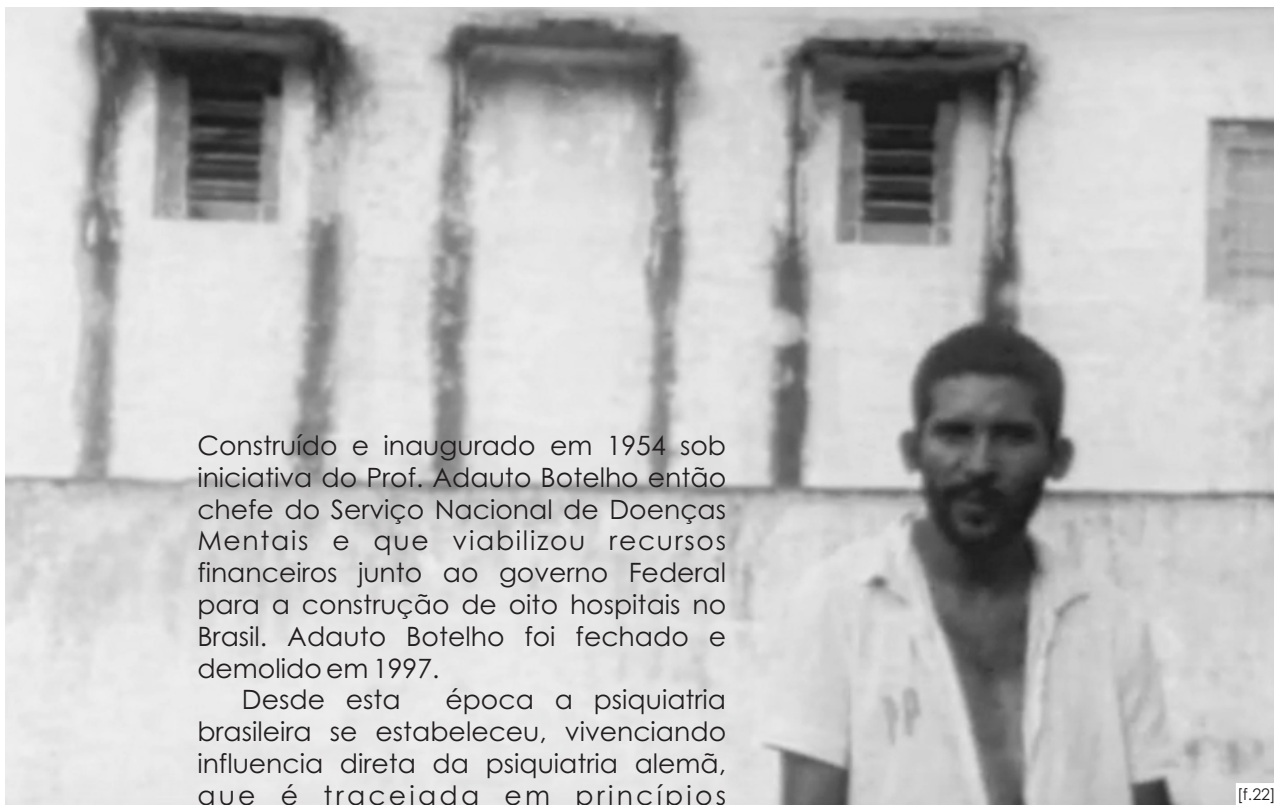 Construído e inaugurado em 1954 sob
iniciativa do Prof. Adauto Botelho então
chefe do Serviço Nacional de Doenças
Mentais e que viabilizou recursos
financeiros junto ao governo Federal
para a construção de oito hospitais no
Brasil. Adauto Botelho foi fechado e
demolido em 1997.
Desde esta época a psiquiatria
brasileira se estabeleceu, vivenciando
influencia direta da psiquiatria alemã,
que é tracejada em princípios
[f.22]